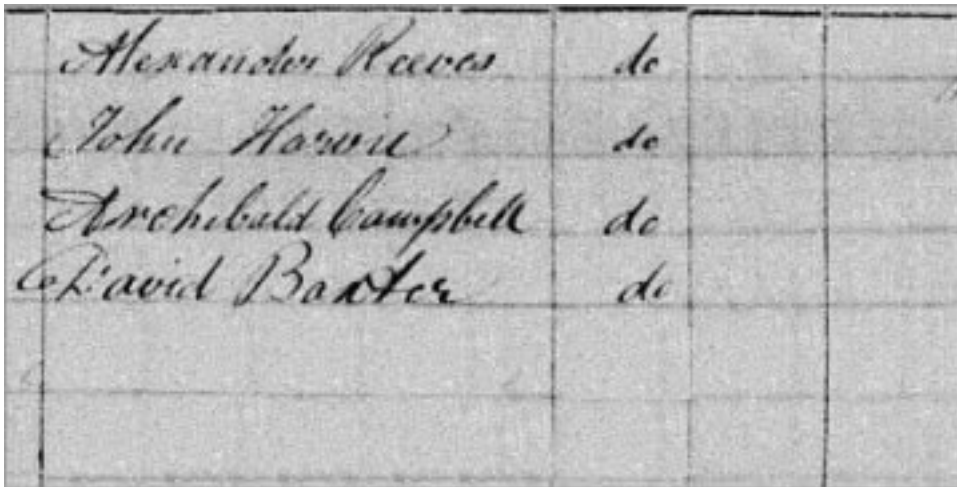 Alexander Reeves do
John Harvie do
Archibald Campbell do
David Baxter do